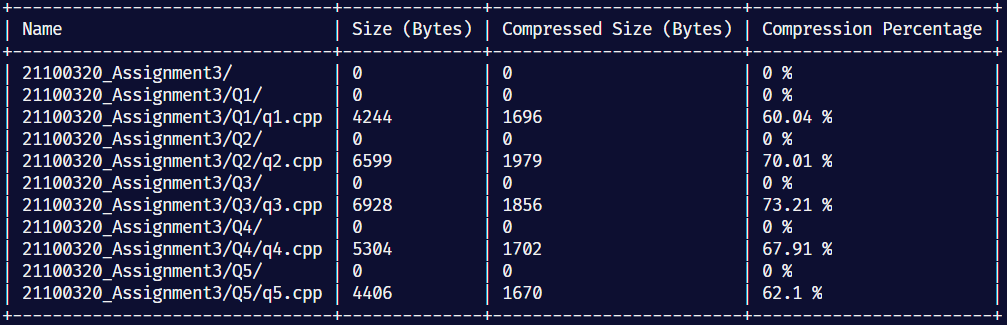 +--------------------------------+--------------+-------------------------+------------------------+
| Name                           | Size (Bytes) | Compressed Size (Bytes) | Compression Percentage |
+--------------------------------+--------------+-------------------------+------------------------+
| 21100320_Assignment3/          | 0            | 0                       | 0 %                    |
| 21100320_Assignment3/Q1/       | 0            | 0                       | 0 %                    |
| 21100320_Assignment3/Q1/q1.cpp | 4244         | 1696                    | 60.04 %                |
| 21100320_Assignment3/Q2/       | 0            | 0                       | 0 %                    |
| 21100320_Assignment3/Q2/q2.cpp | 6599         | 1979                    | 70.01 %                |
| 21100320_Assignment3/Q3/       | 0            | 0                       | 0 %                    |
| 21100320_Assignment3/Q3/q3.cpp | 6928         | 1856                    | 73.21 %                |
| 21100320_Assignment3/Q4/       | 0            | 0                       | 0 %                    |
| 21100320_Assignment3/Q4/q4.cpp | 5304         | 1702                    | 67.91 %                |
| 21100320_Assignment3/Q5/       | 0            | 0                       | 0 %                    |
| 21100320_Assignment3/Q5/q5.cpp | 4406         | 1670                    | 62.1 %                 |
+--------------------------------+--------------+-------------------------+------------------------+